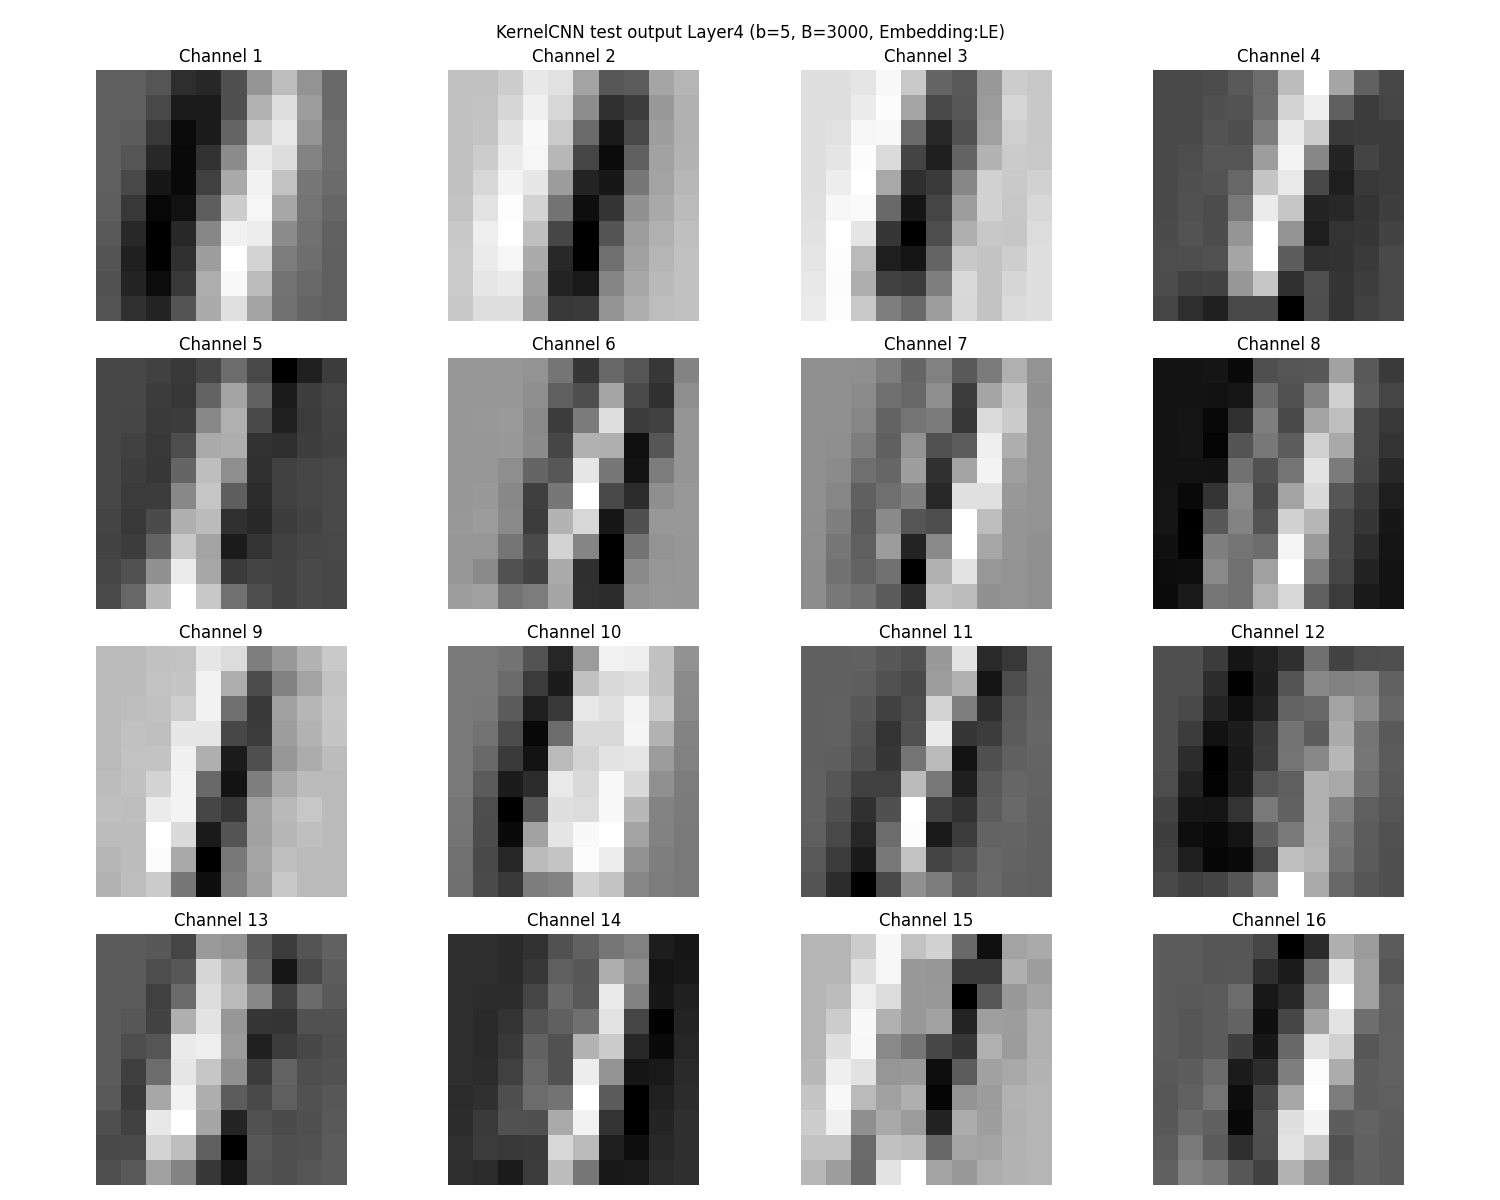 KernelCNN test output Layer4 (b=5, B=3000, Embedding:LE)
Channel 1
Channel 2
Channel 3
Channel 4
Channel 5
Channel 6
Channel 7
Channel 8
Channel 9
Channel 10
Channel 11
Channel 12
Channel 13
Channel 14
Channel 15
Channel 16